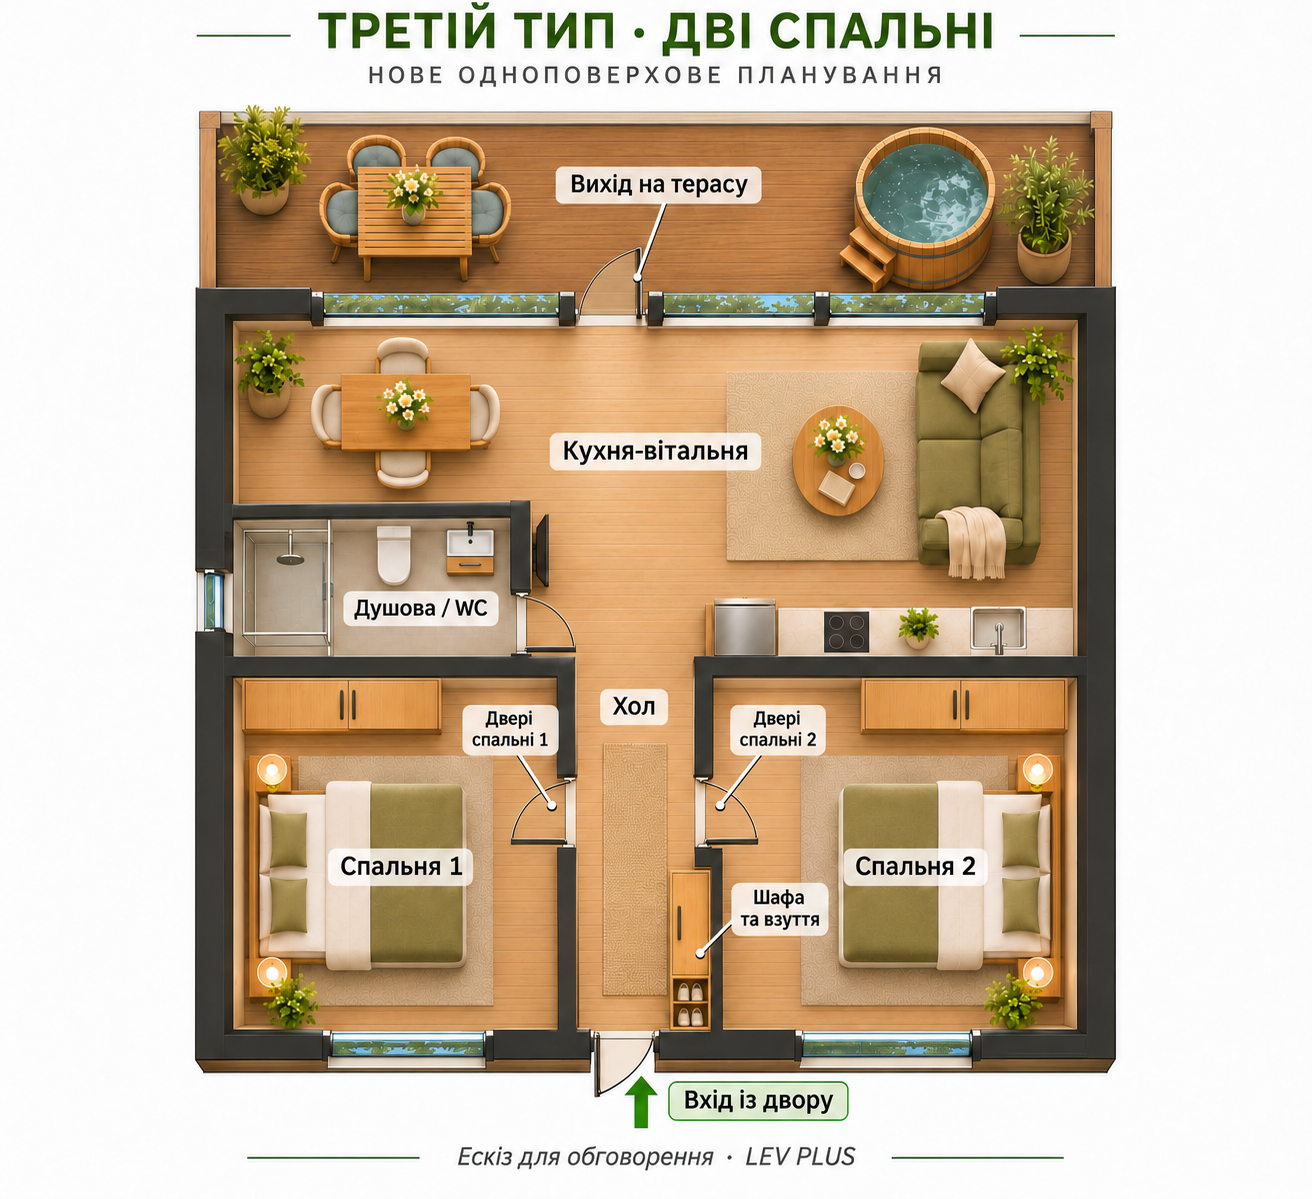 ТРЕТІЙ ТИП · ДВІ СПАЛЬНІ
НОВЕ ОДНОПОВЕРХОВЕ ПЛАНУВАННЯ
Вихід на терасу
Кухня-вітальня
Душова / WC
Хол
Двері
спальні 1
Двері
спальні 2
Спальня 1
Спальня 2
Шафа
та взуття
Вхід із двору
Ескіз для обговорення · LEV PLUS